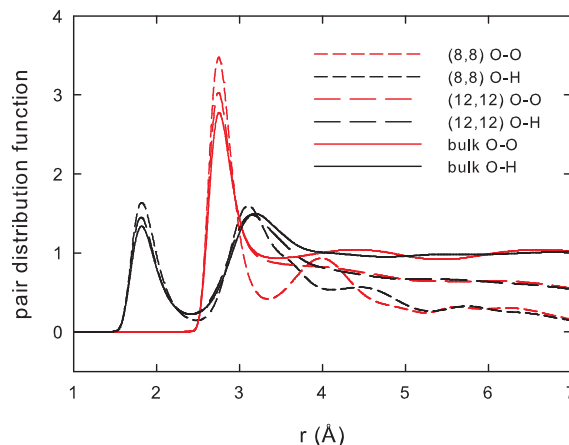 4
3
2
1
0
pair distribution function
(8,8) O-O
(8,8) O-H
(12,12) O-O
(12,12) O-H
bulk O-O
bulk O-H
1 2 3 4 5 6 7
r (Å)